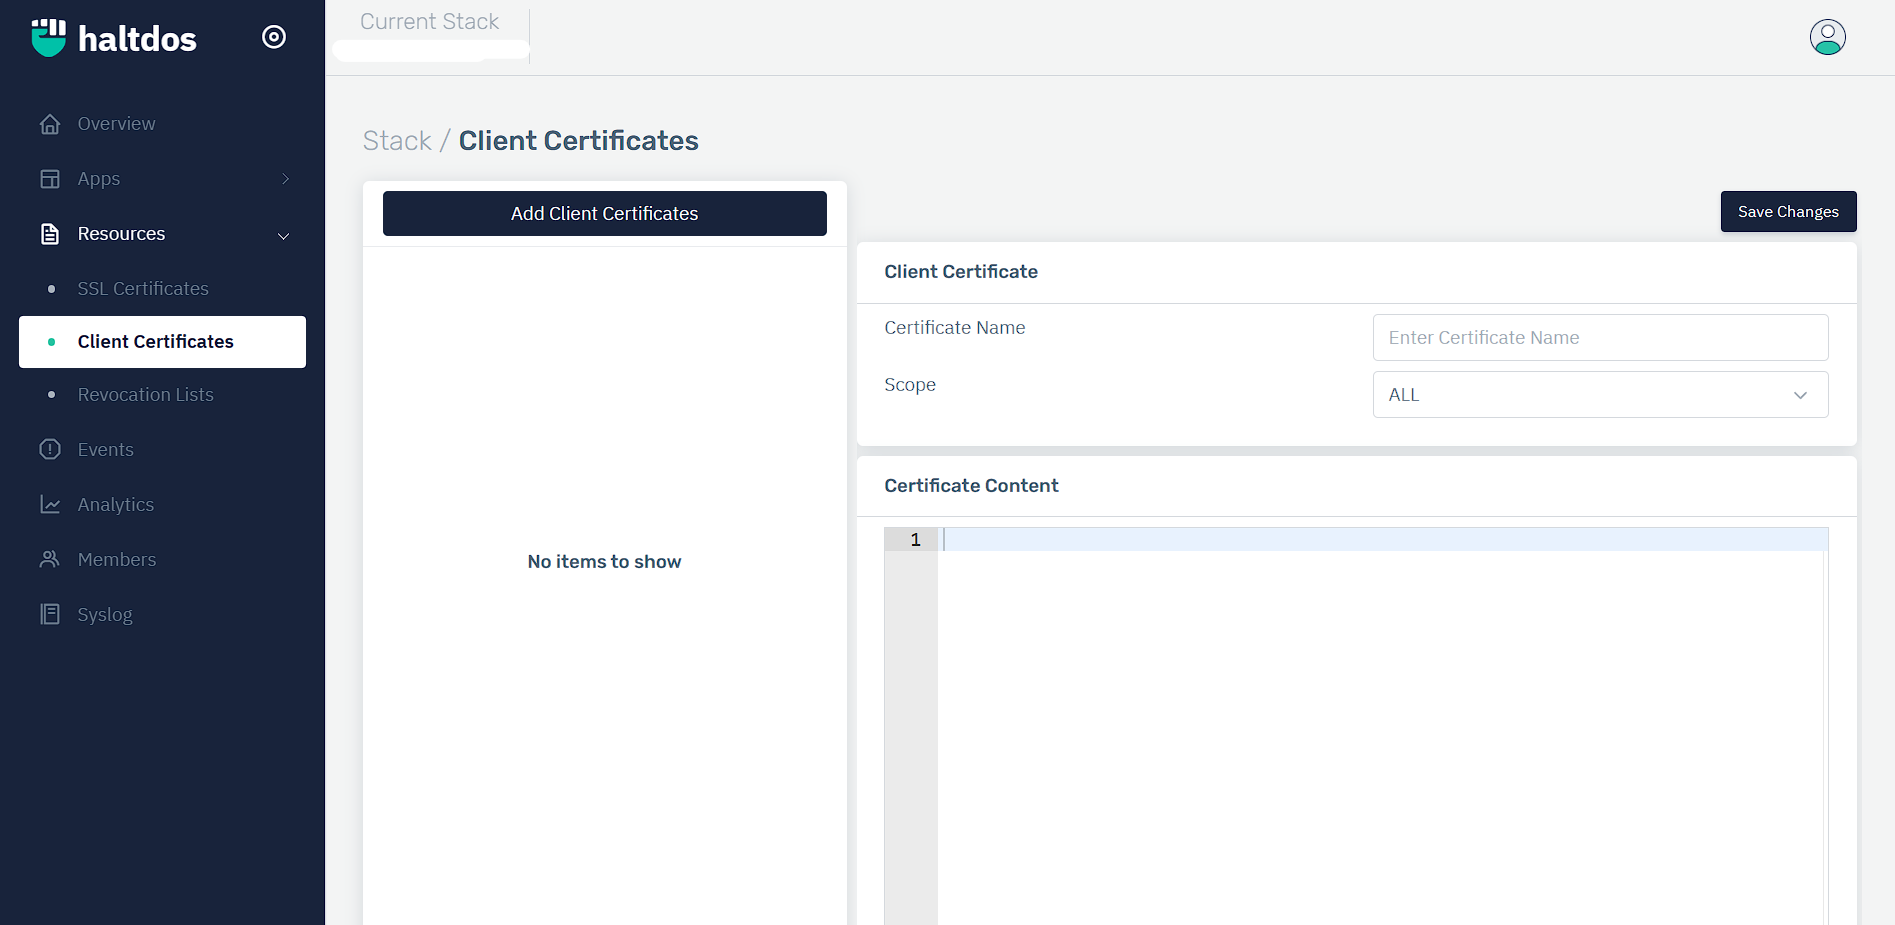 haltdos
Overview
Apps
Resources
SSL Certificates
Client Certificates
Revocation Lists
Events
Analytics
Members
Syslog
Current Stack
Stack / Client Certificates
Add Client Certificates
No items to show
Save Changes
Client Certificate
Certificate Name
Enter Certificate Name
Scope
ALL
Certificate Content
1